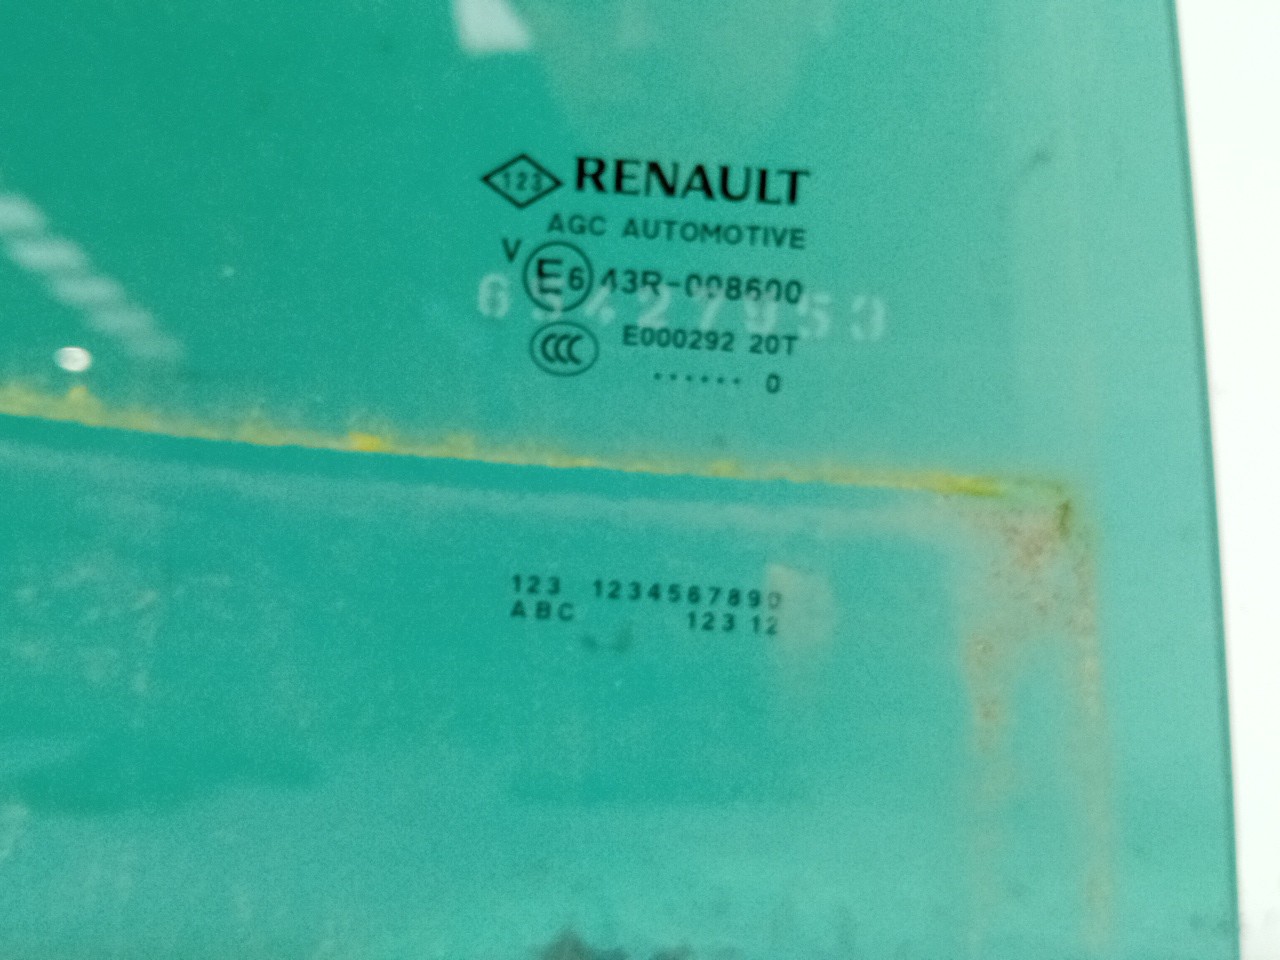 123 RENAULT
AGC AUTOMOTIVE
V E6 43R-008600
E000292 20T
CCC
...... 0
123 1234567890
ABC 123 12